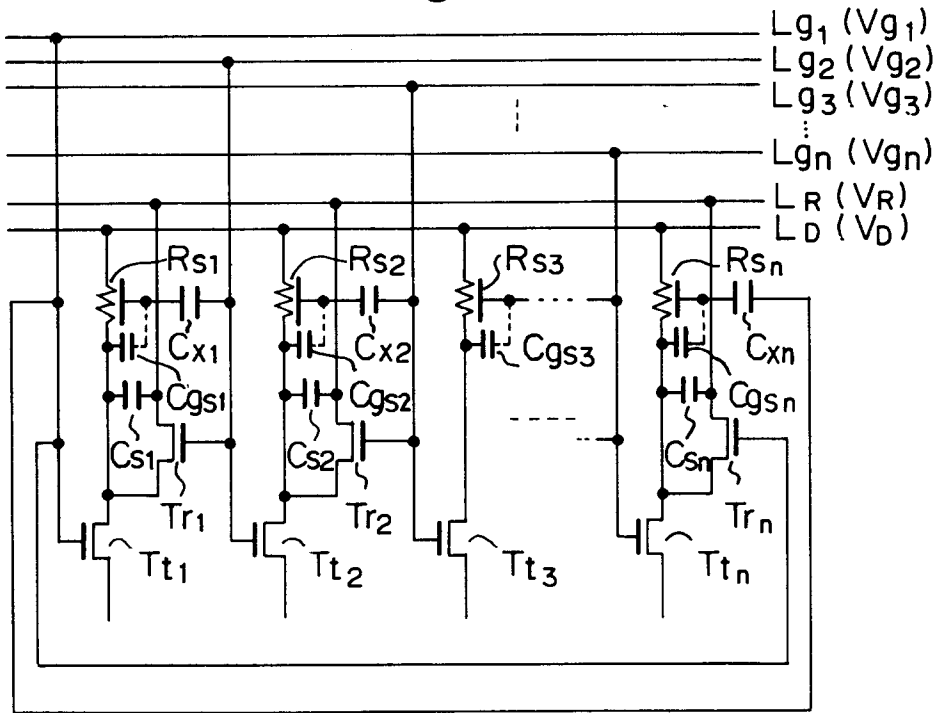 Lg1 (Vg1)
Lg2 (Vg2)
Lg3 (Vg3)
Lgn (Vgn)
LR (VR)
LD (VD)
Rs1 Rs2 Rs3 Rsn
Cx1 Cx2 Cgs3 Cxn
Cgs1 Cgs2 Cgsn
Cs1 Cs2 Csn
Tr1 Tr2 Trn
Tt1 Tt2 Tt3 Ttn